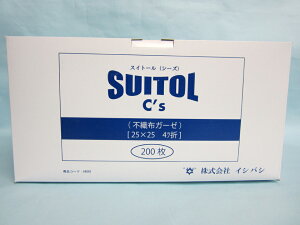 スイトール (シーズ)
SUITOL
C's
(不織布ガーゼ)
[25×25 4ツ折]
200枚
株式会社 イシバシ